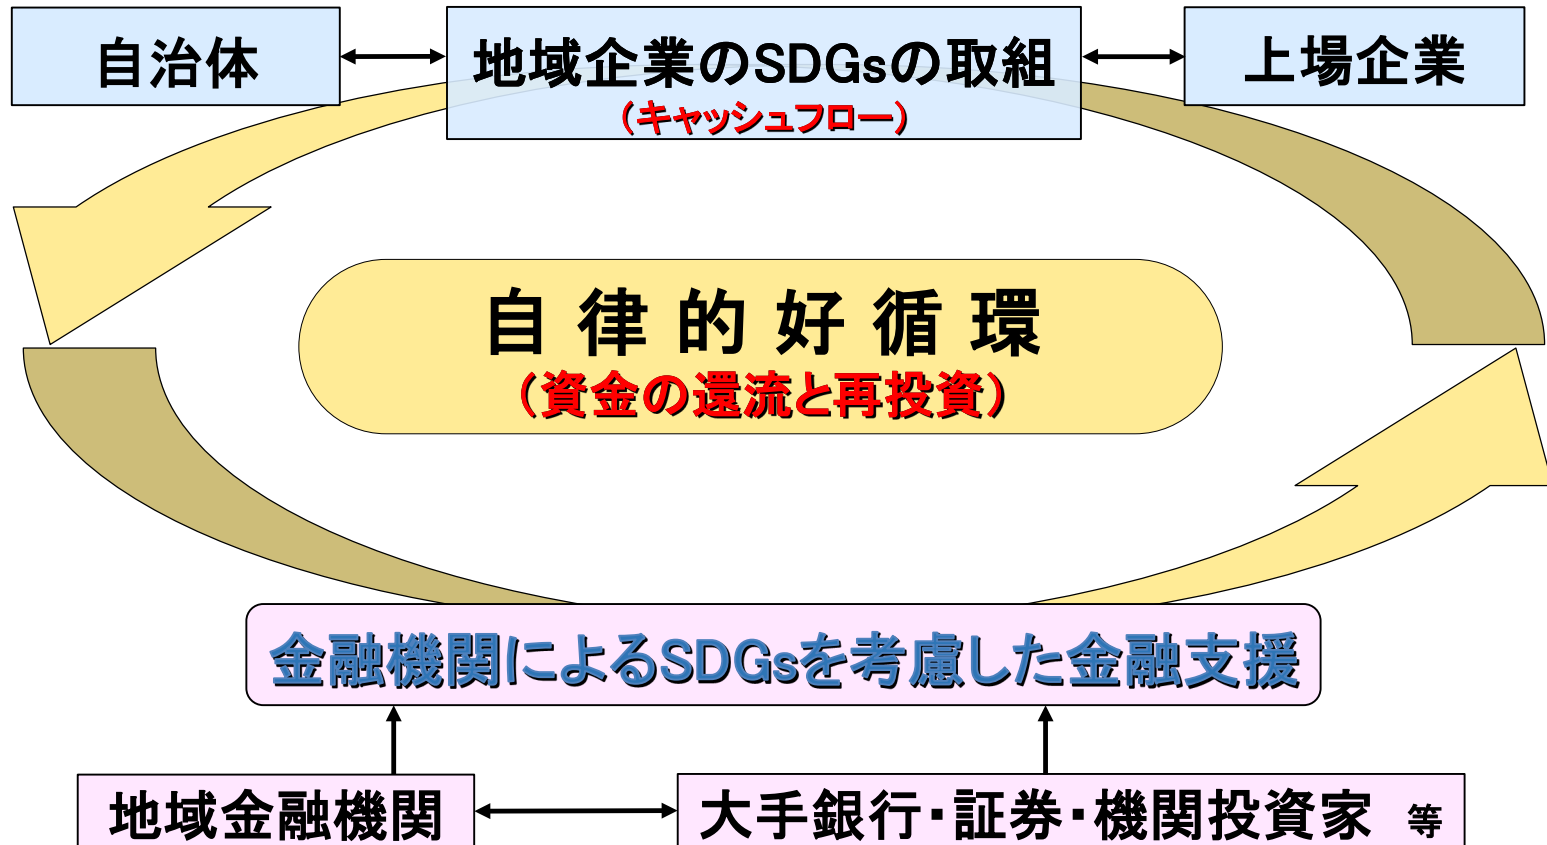 自治体
地域企業のSDGsの取組
（キャッシュフロー）
上場企業
自律的好循環
（資金の還流と再投資）
金融機関によるSDGsを考慮した金融支援
地域金融機関
大手銀行・証券・機関投資家 等